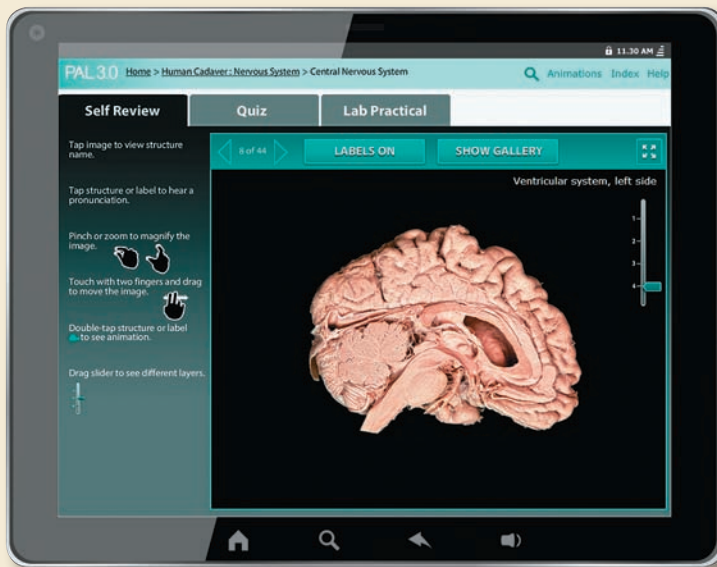 11.30 AM
PAL 3.0 Home > Human Cadaver: Nervous System > Central Nervous System
Animations Index Help
Self Review Quiz Lab Practical
Tap image to view structure
name.
Tap structure or label to hear a
pronunciation.
Pinch or zoom to magnify the
image.
Touch with two fingers and drag
to move the image.
Double-tap structure or label
to see animation.
Drag slider to see different layers.
8 of 44 LABELS ON SHOW GALLERY
Ventricular system, left side
1
2
3
4